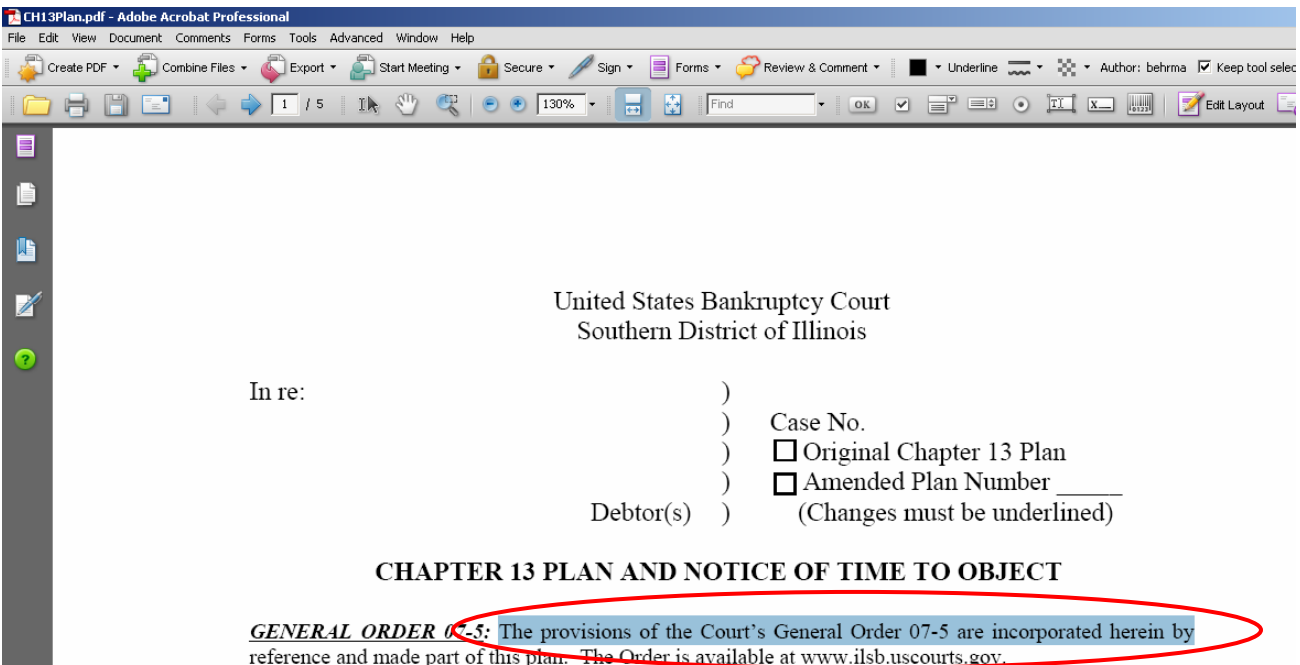 CH13Plan.pdf - Adobe Acrobat Professional
File Edit View Document Comments Forms Tools Advanced Window Help
Create PDF Combine Files Export Start Meeting Secure Sign Forms Review & Comment Underline Author: behrma Keep tool selec
1 / 5 130% Find OK Edit Layout
United States Bankruptcy Court
Southern District of Illinois
In re: )
) Case No.
) Original Chapter 13 Plan
) Amended Plan Number _____
Debtor(s) ) (Changes must be underlined)
CHAPTER 13 PLAN AND NOTICE OF TIME TO OBJECT
GENERAL ORDER 07-5: The provisions of the Court's General Order 07-5 are incorporated herein by
reference and made part of this plan. The Order is available at www.ilsb.uscourts.gov.